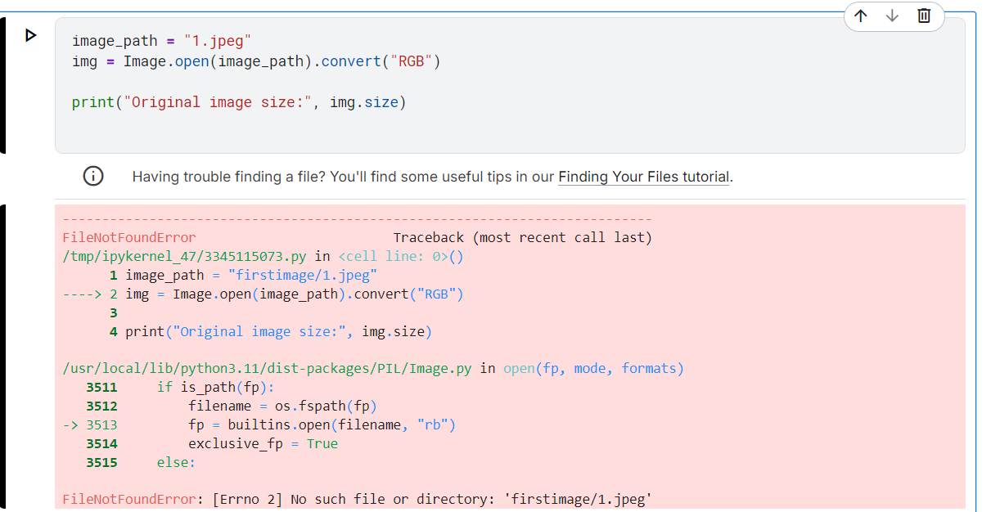 image_path = "1.jpeg"
img = Image.open(image_path).convert("RGB")
print("Original image size:", img.size)
Having trouble finding a file? You'll find some useful tips in our Finding Your Files tutorial.
---------------------------------------------------------------------------
FileNotFoundError                         Traceback (most recent call last)
/tmp/ipykernel_47/3345115073.py in <cell line: 0>()
      1 image_path = "firstimage/1.jpeg"
----> 2 img = Image.open(image_path).convert("RGB")
      3
      4 print("Original image size:", img.size)
/usr/local/lib/python3.11/dist-packages/PIL/Image.py in open(fp, mode, formats)
   3511     if is_path(fp):
   3512         filename = os.fspath(fp)
-> 3513         fp = builtins.open(filename, "rb")
   3514         exclusive_fp = True
   3515     else:
FileNotFoundError: [Errno 2] No such file or directory: 'firstimage/1.jpeg'